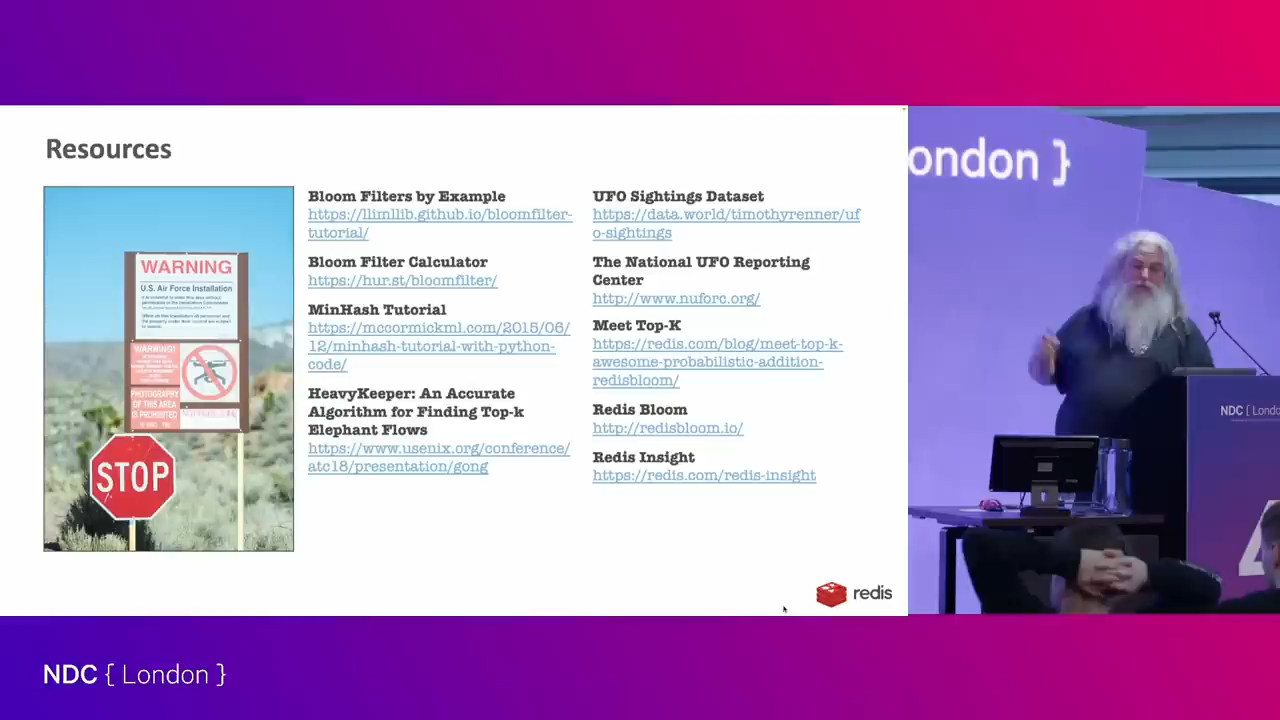 Resources
WARNING
U.S. Air Force Installation
WARNING!
PHOTOGRAPHY
OF THIS AREA
IS PROHIBITED
STOP
Bloom Filters by Example
https://llimllib.github.io/bloomfilter-
tutorial/
Bloom Filter Calculator
https://hur.st/bloomfilter/
MinHash Tutorial
https://mccormickml.com/2015/06/
12/minhash-tutorial-with-python-
code/
HeavyKeeper: An Accurate
Algorithm for Finding Top-k
Elephant Flows
https://www.usenix.org/conference/
atc18/presentation/gong
UFO Sightings Dataset
https://data.world/timothyrenner/uf
o-sightings
The National UFO Reporting
Center
http://www.nuforc.org/
Meet Top-K
https://redis.com/blog/meet-top-k-
awesome-probabilistic-addition-
redisbloom/
Redis Bloom
http://redisbloom.io/
Redis Insight
https://redis.com/redis-insight
redis
ondon }
NDC { Londo
NDC { London }